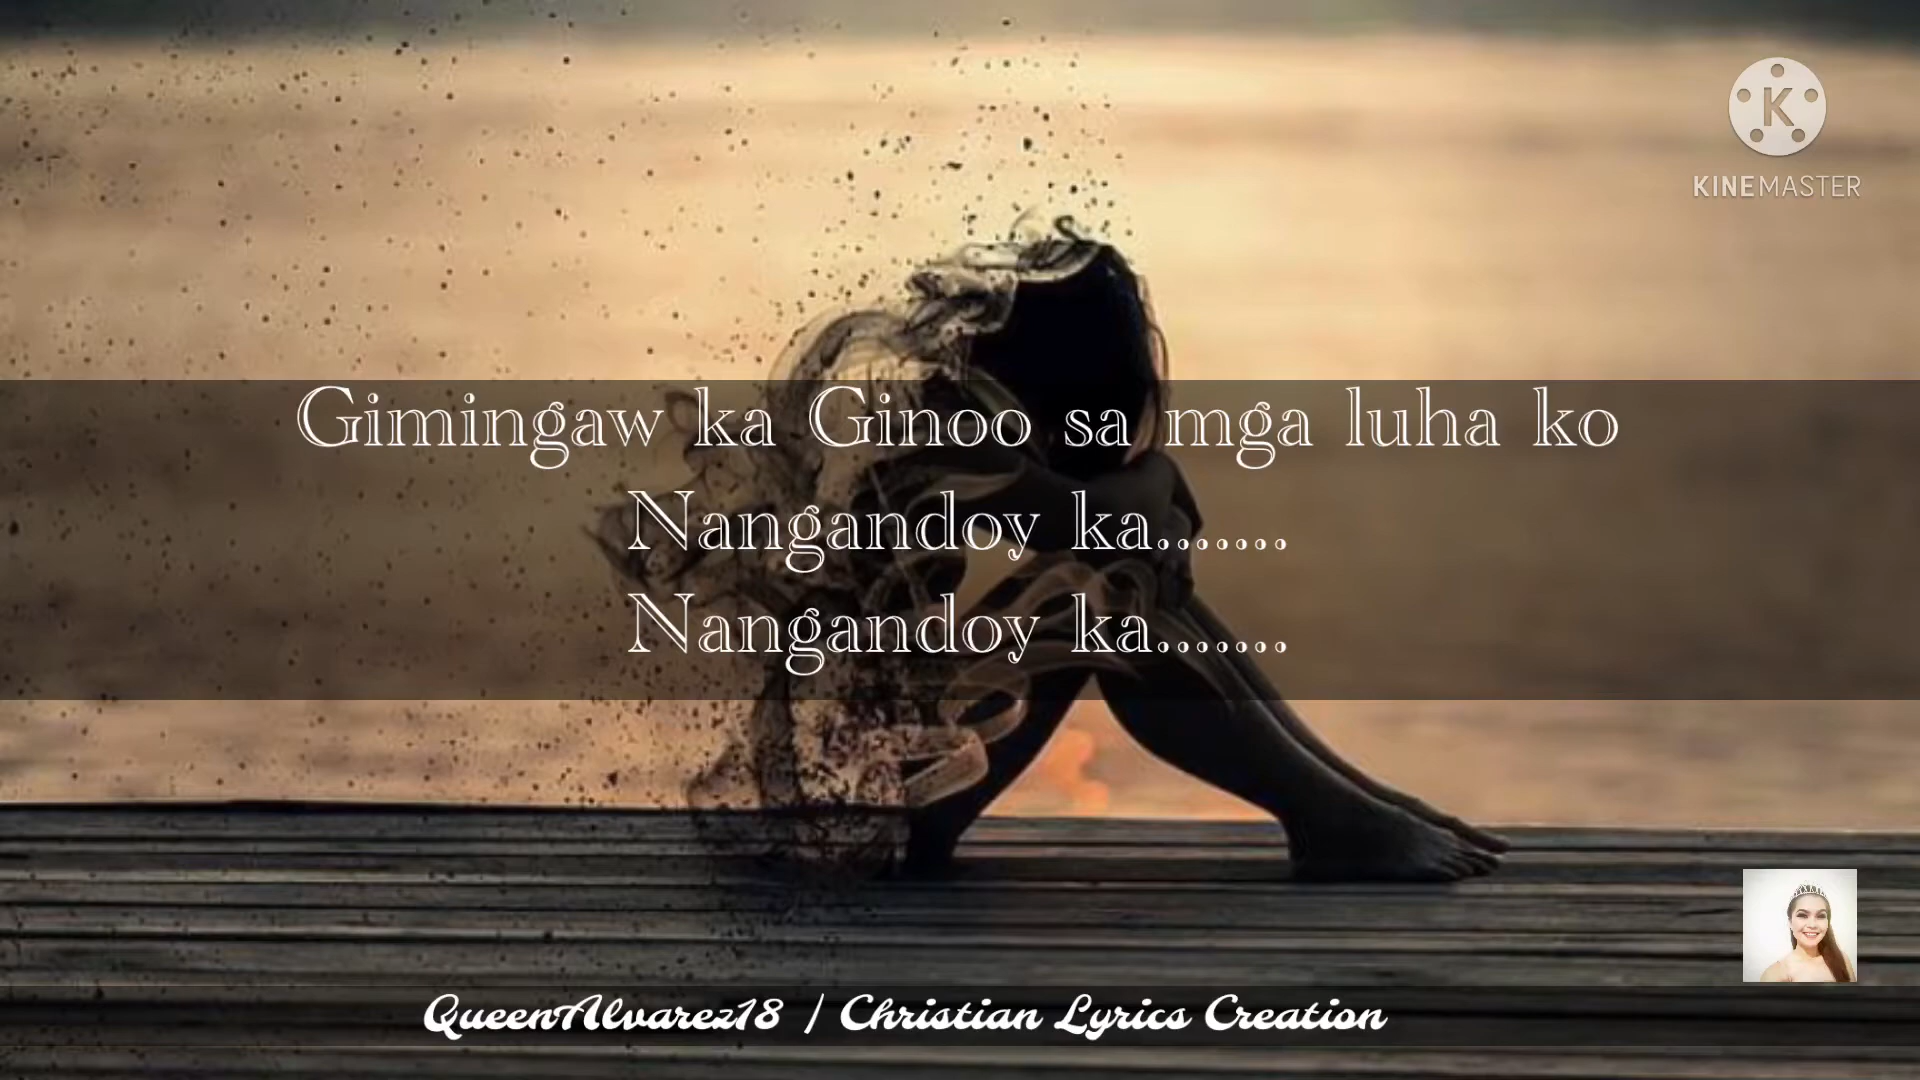 KINEMASTER
Gimingaw ka Ginoo sa mga luha ko
Nangandoy ka.......
Nangandoy ka.......
QueenAlvarez18 / Christian Lyrics Creation